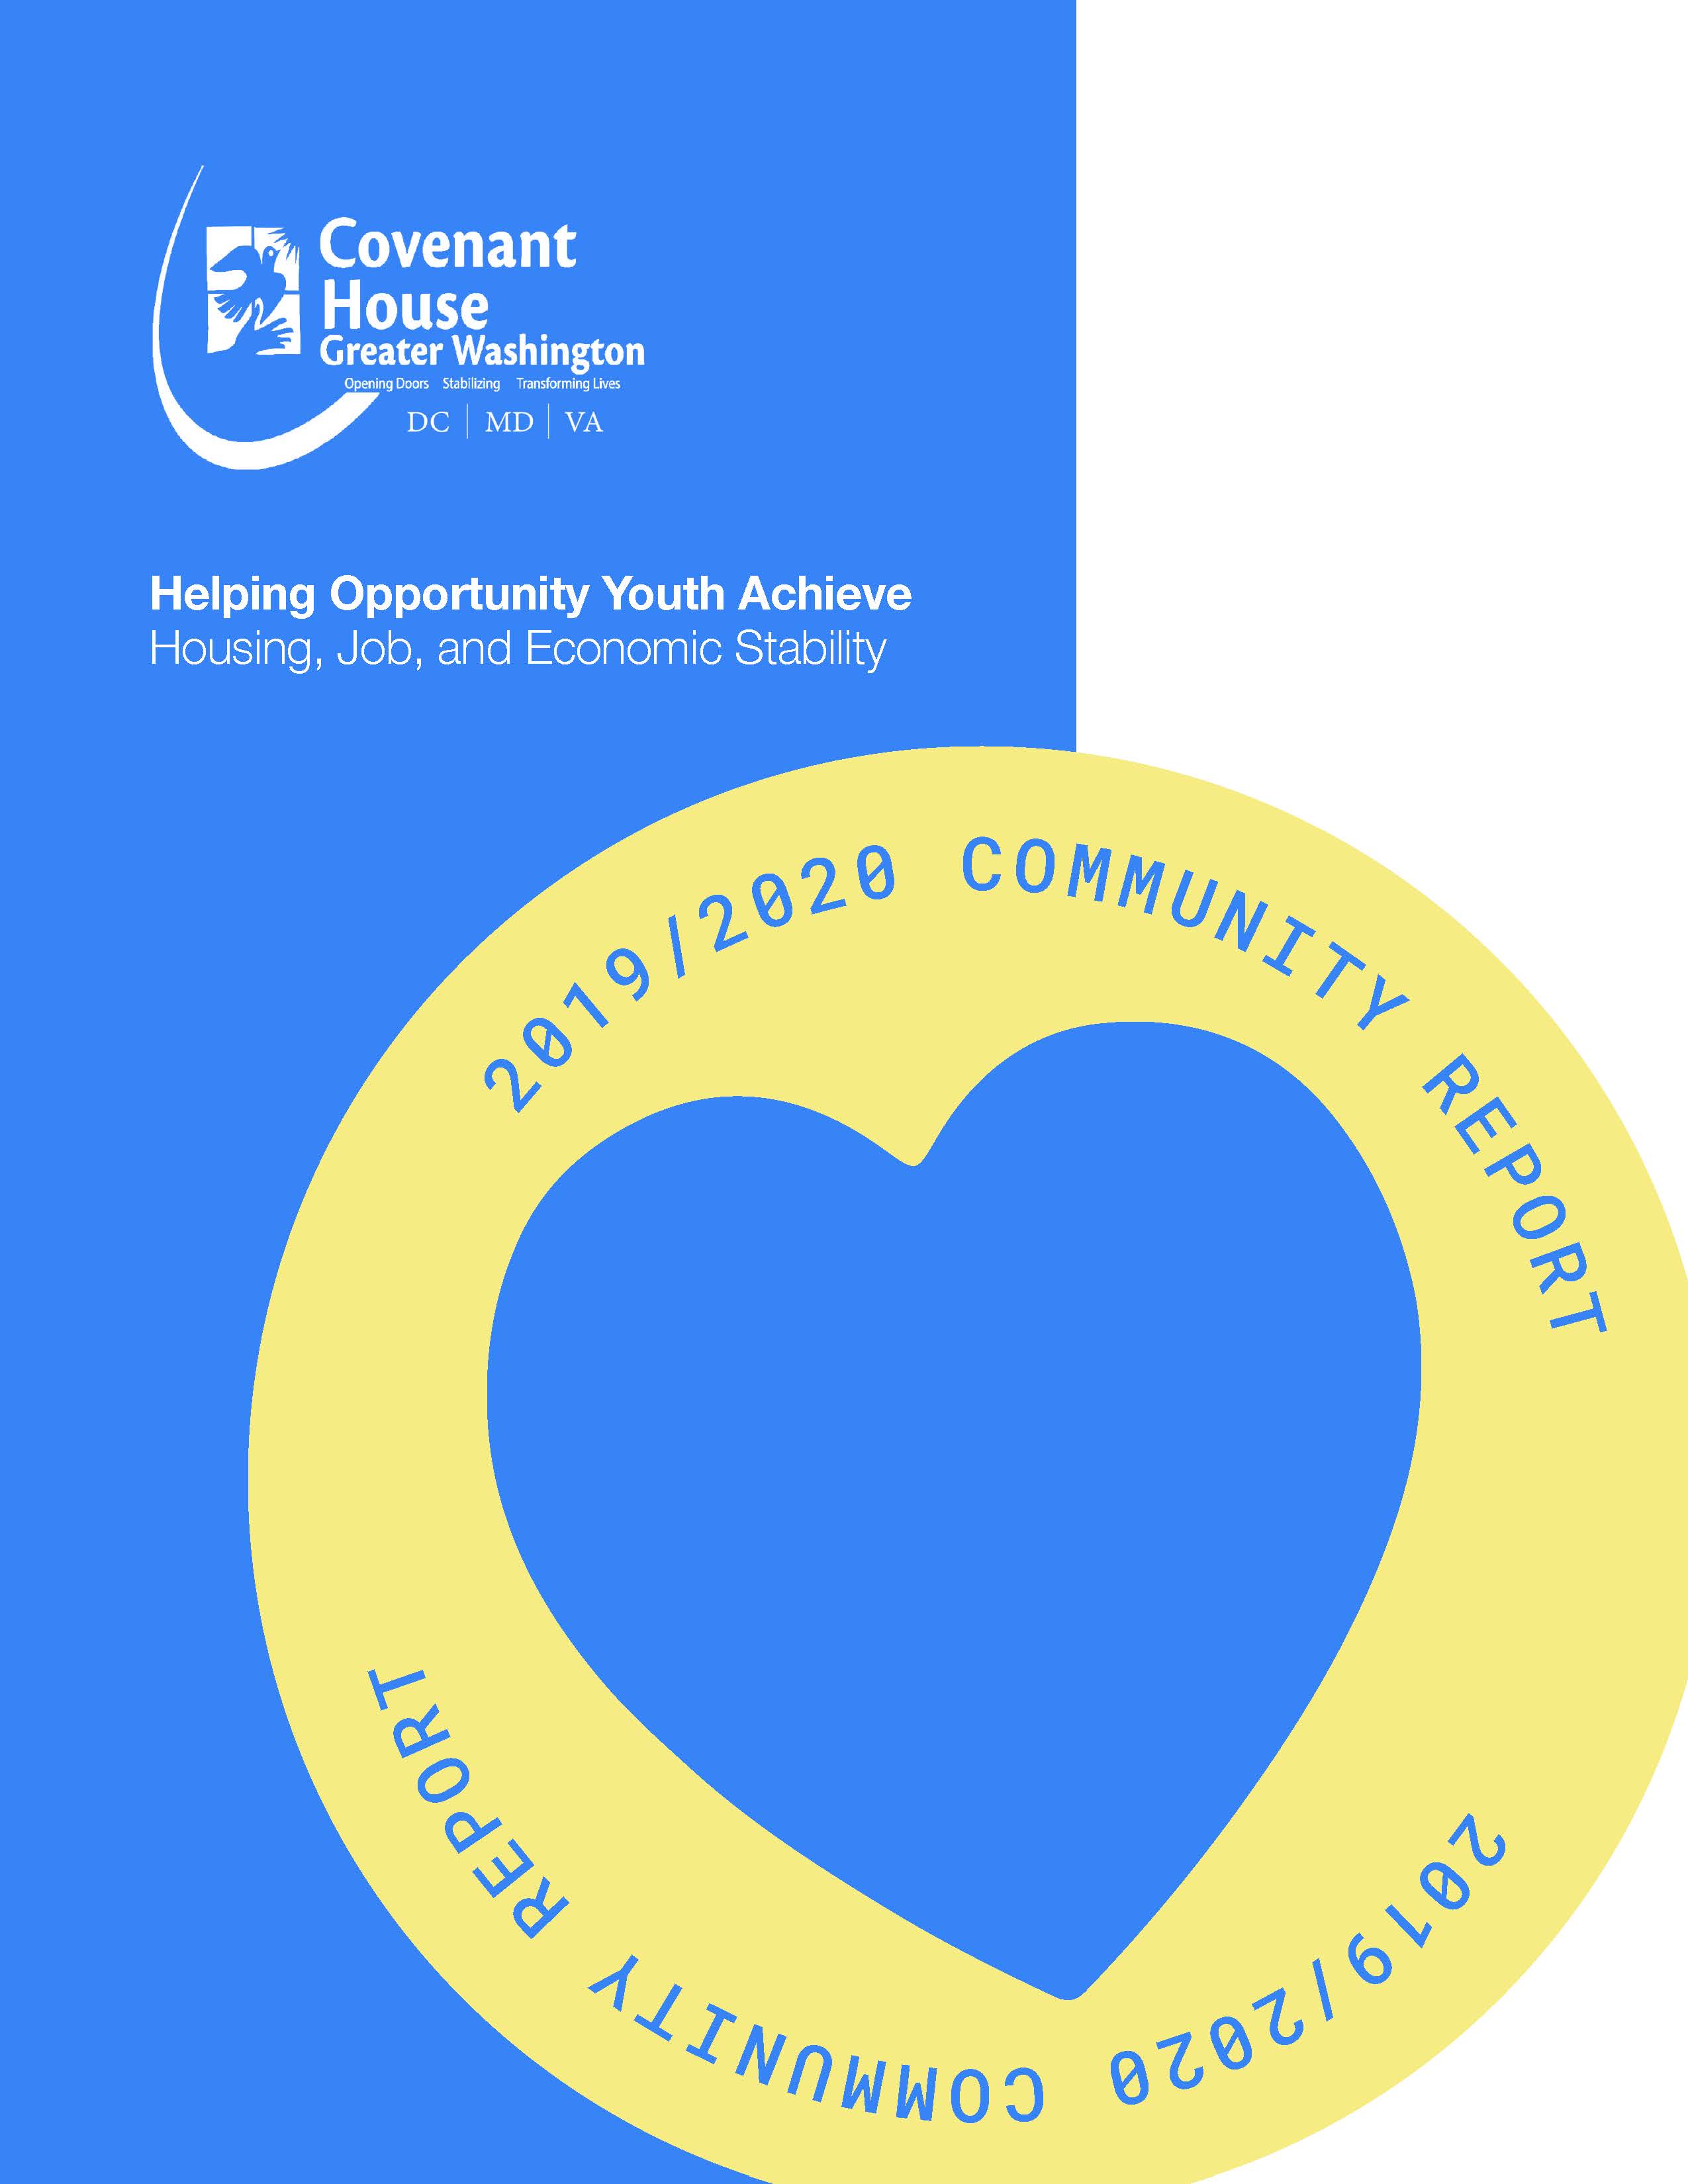 Covenant
House
Greater Washington
Opening Doors Stabilizing Transforming Lives
DC | MD | VA
Helping Opportunity Youth Achieve
Housing, Job, and Economic Stability
2019/2020 COMMUNITY REPORT
2019/2020 COMMUNITY REPORT